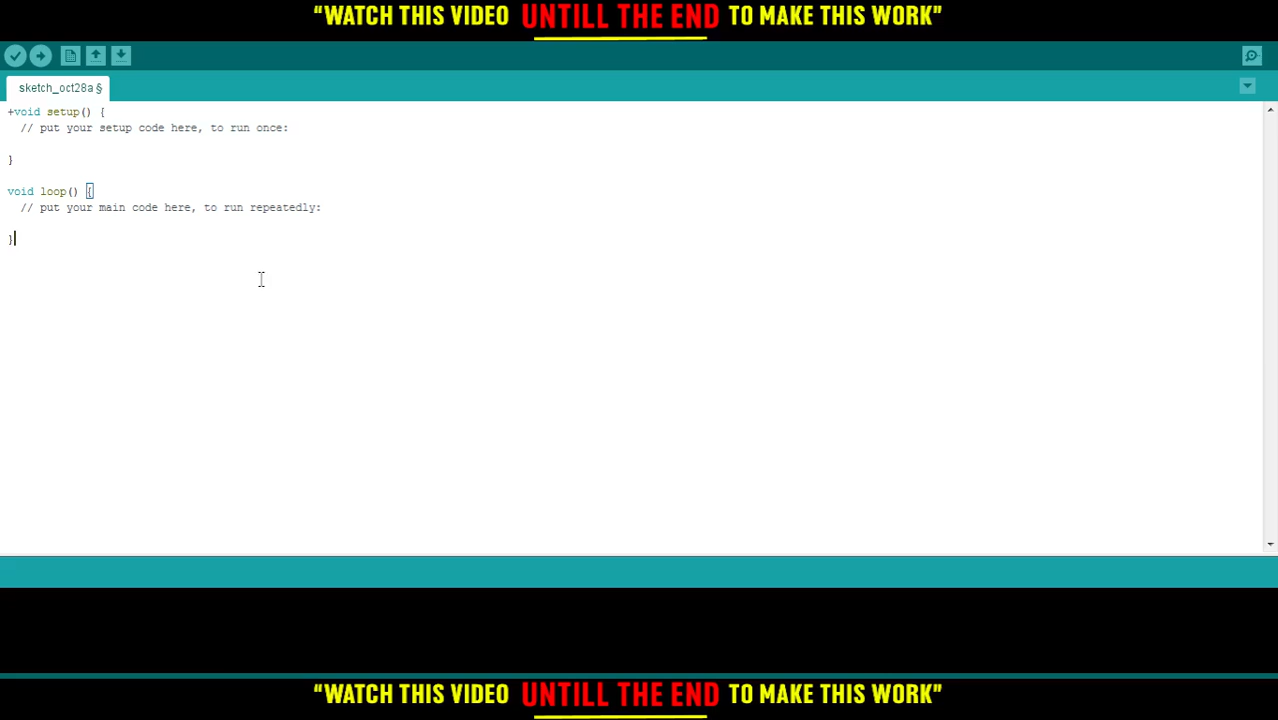 “WATCH THIS VIDEO UNTILL THE END TO MAKE THIS WORK”
sketch_oct28a §
+void setup() {
// put your setup code here, to run once:
}
void loop() {
// put your main code here, to run repeatedly:
}
“WATCH THIS VIDEO UNTILL THE END TO MAKE THIS WORK”